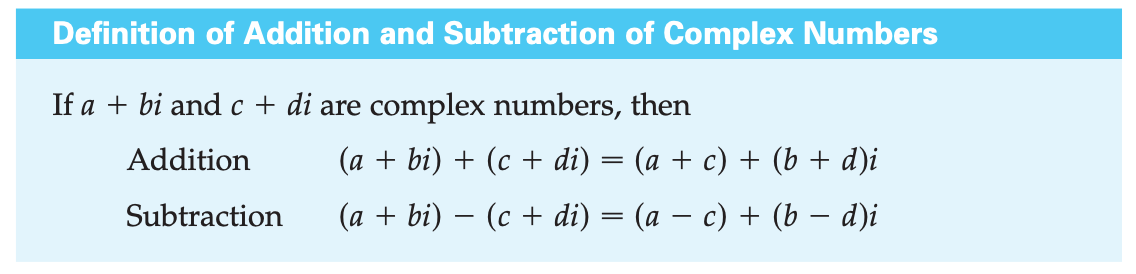 Definition of Addition and Subtraction of Complex Numbers
If a + bi and c + di are complex numbers, then
Addition (a + bi) + (c + di) = (a + c) + (b + d)i
Subtraction (a + bi) − (c + di) = (a − c) + (b − d)i